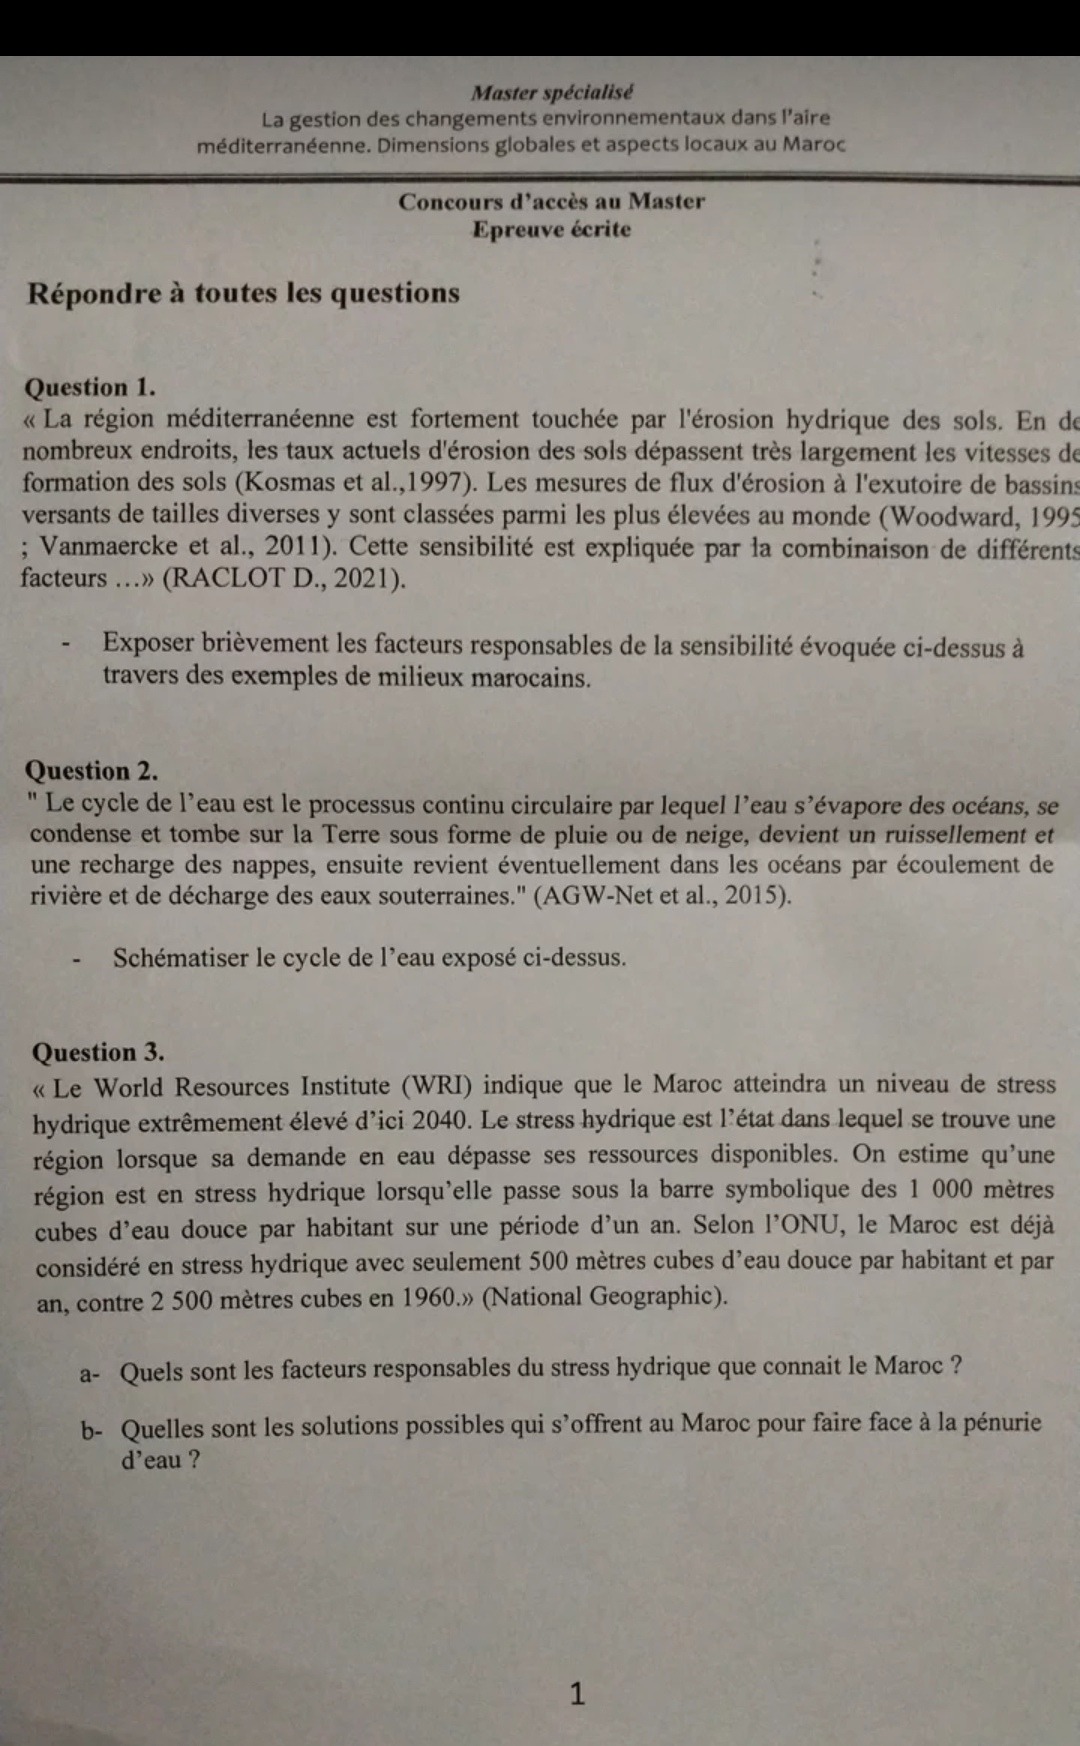 Master spécialisé
La gestion des changements environnementaux dans l'aire
méditerranéenne. Dimensions globales et aspects locaux au Maroc
Concours d'accès au Master
Epreuve écrite
Répondre à toutes les questions
Question 1.
« La région méditerranéenne est fortement touchée par l'érosion hydrique des sols. En de
nombreux endroits, les taux actuels d'érosion des sols dépassent très largement les vitesses de
formation des sols (Kosmas et al.,1997). Les mesures de flux d'érosion à l'exutoire de bassins
versants de tailles diverses y sont classées parmi les plus élevées au monde (Woodward, 1995
; Vanmaercke et al., 2011). Cette sensibilité est expliquée par la combinaison de différents
facteurs ...» (RACLOT D., 2021).
- Exposer brièvement les facteurs responsables de la sensibilité évoquée ci-dessus à
travers des exemples de milieux marocains.
Question 2.
" Le cycle de l'eau est le processus continu circulaire par lequel l'eau s'évapore des océans, se
condense et tombe sur la Terre sous forme de pluie ou de neige, devient un ruissellement et
une recharge des nappes, ensuite revient éventuellement dans les océans par écoulement de
rivière et de décharge des eaux souterraines." (AGW-Net et al., 2015).
- Schématiser le cycle de l'eau exposé ci-dessus.
Question 3.
« Le World Resources Institute (WRI) indique que le Maroc atteindra un niveau de stress
hydrique extrêmement élevé d'ici 2040. Le stress hydrique est l'état dans lequel se trouve une
région lorsque sa demande en eau dépasse ses ressources disponibles. On estime qu'une
région est en stress hydrique lorsqu'elle passe sous la barre symbolique des 1 000 mètres
cubes d'eau douce par habitant sur une période d'un an. Selon l'ONU, le Maroc est déjà
considéré en stress hydrique avec seulement 500 mètres cubes d'eau douce par habitant et par
an, contre 2 500 mètres cubes en 1960.» (National Geographic).
a- Quels sont les facteurs responsables du stress hydrique que connait le Maroc ?
b- Quelles sont les solutions possibles qui s'offrent au Maroc pour faire face à la pénurie
d'eau ?
1